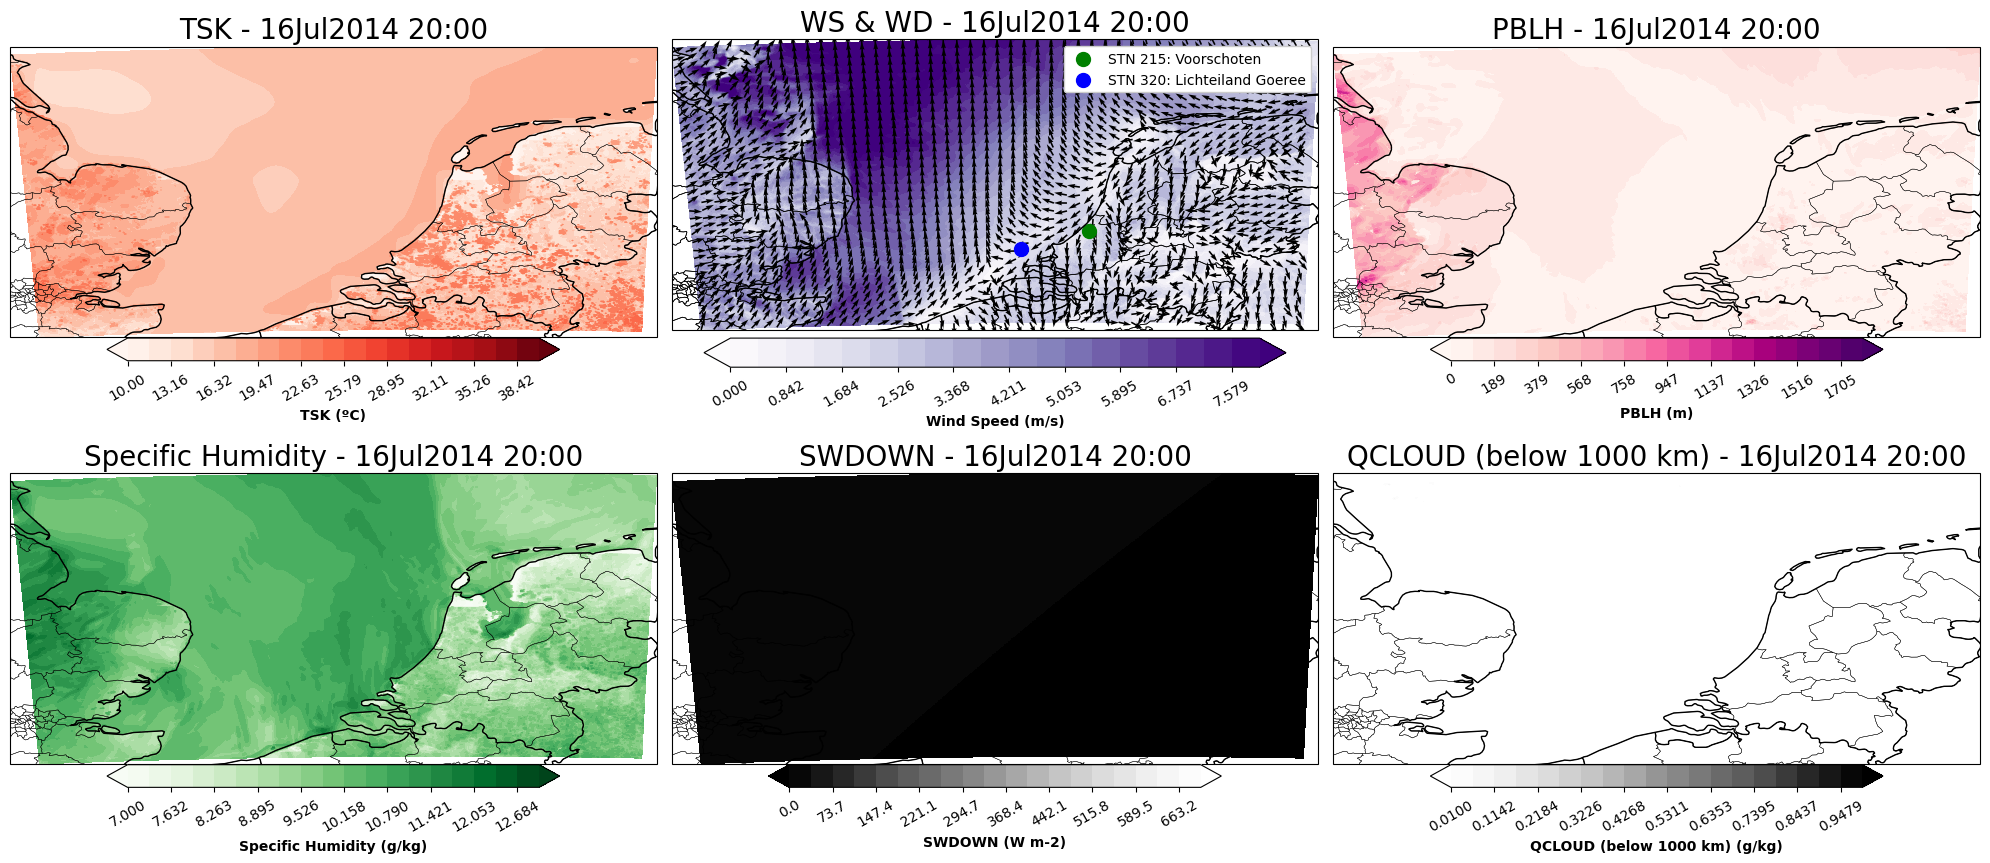 TSK - 16Jul2014 20:00
10.00 13.16 16.32 19.47 22.63 25.79 28.95 32.11 35.26 38.42
TSK (ºC)
WS & WD - 16Jul2014 20:00
STN 215: Voorschoten
STN 320: Lichteiland Goeree
0.000 0.842 1.684 2.526 3.368 4.211 5.053 5.895 6.737 7.579
Wind Speed (m/s)
PBLH - 16Jul2014 20:00
0 189 379 568 758 947 1137 1326 1516 1705
PBLH (m)
Specific Humidity - 16Jul2014 20:00
7.000 7.632 8.263 8.895 9.526 10.158 10.790 11.421 12.053 12.684
Specific Humidity (g/kg)
SWDOWN - 16Jul2014 20:00
0.0 73.7 147.4 221.1 294.7 368.4 442.1 515.8 589.5 663.2
SWDOWN (W m-2)
QCLOUD (below 1000 km) - 16Jul2014 20:00
0.0100 0.1142 0.2184 0.3226 0.4268 0.5311 0.6353 0.7395 0.8437 0.9479
QCLOUD (below 1000 km) (g/kg)